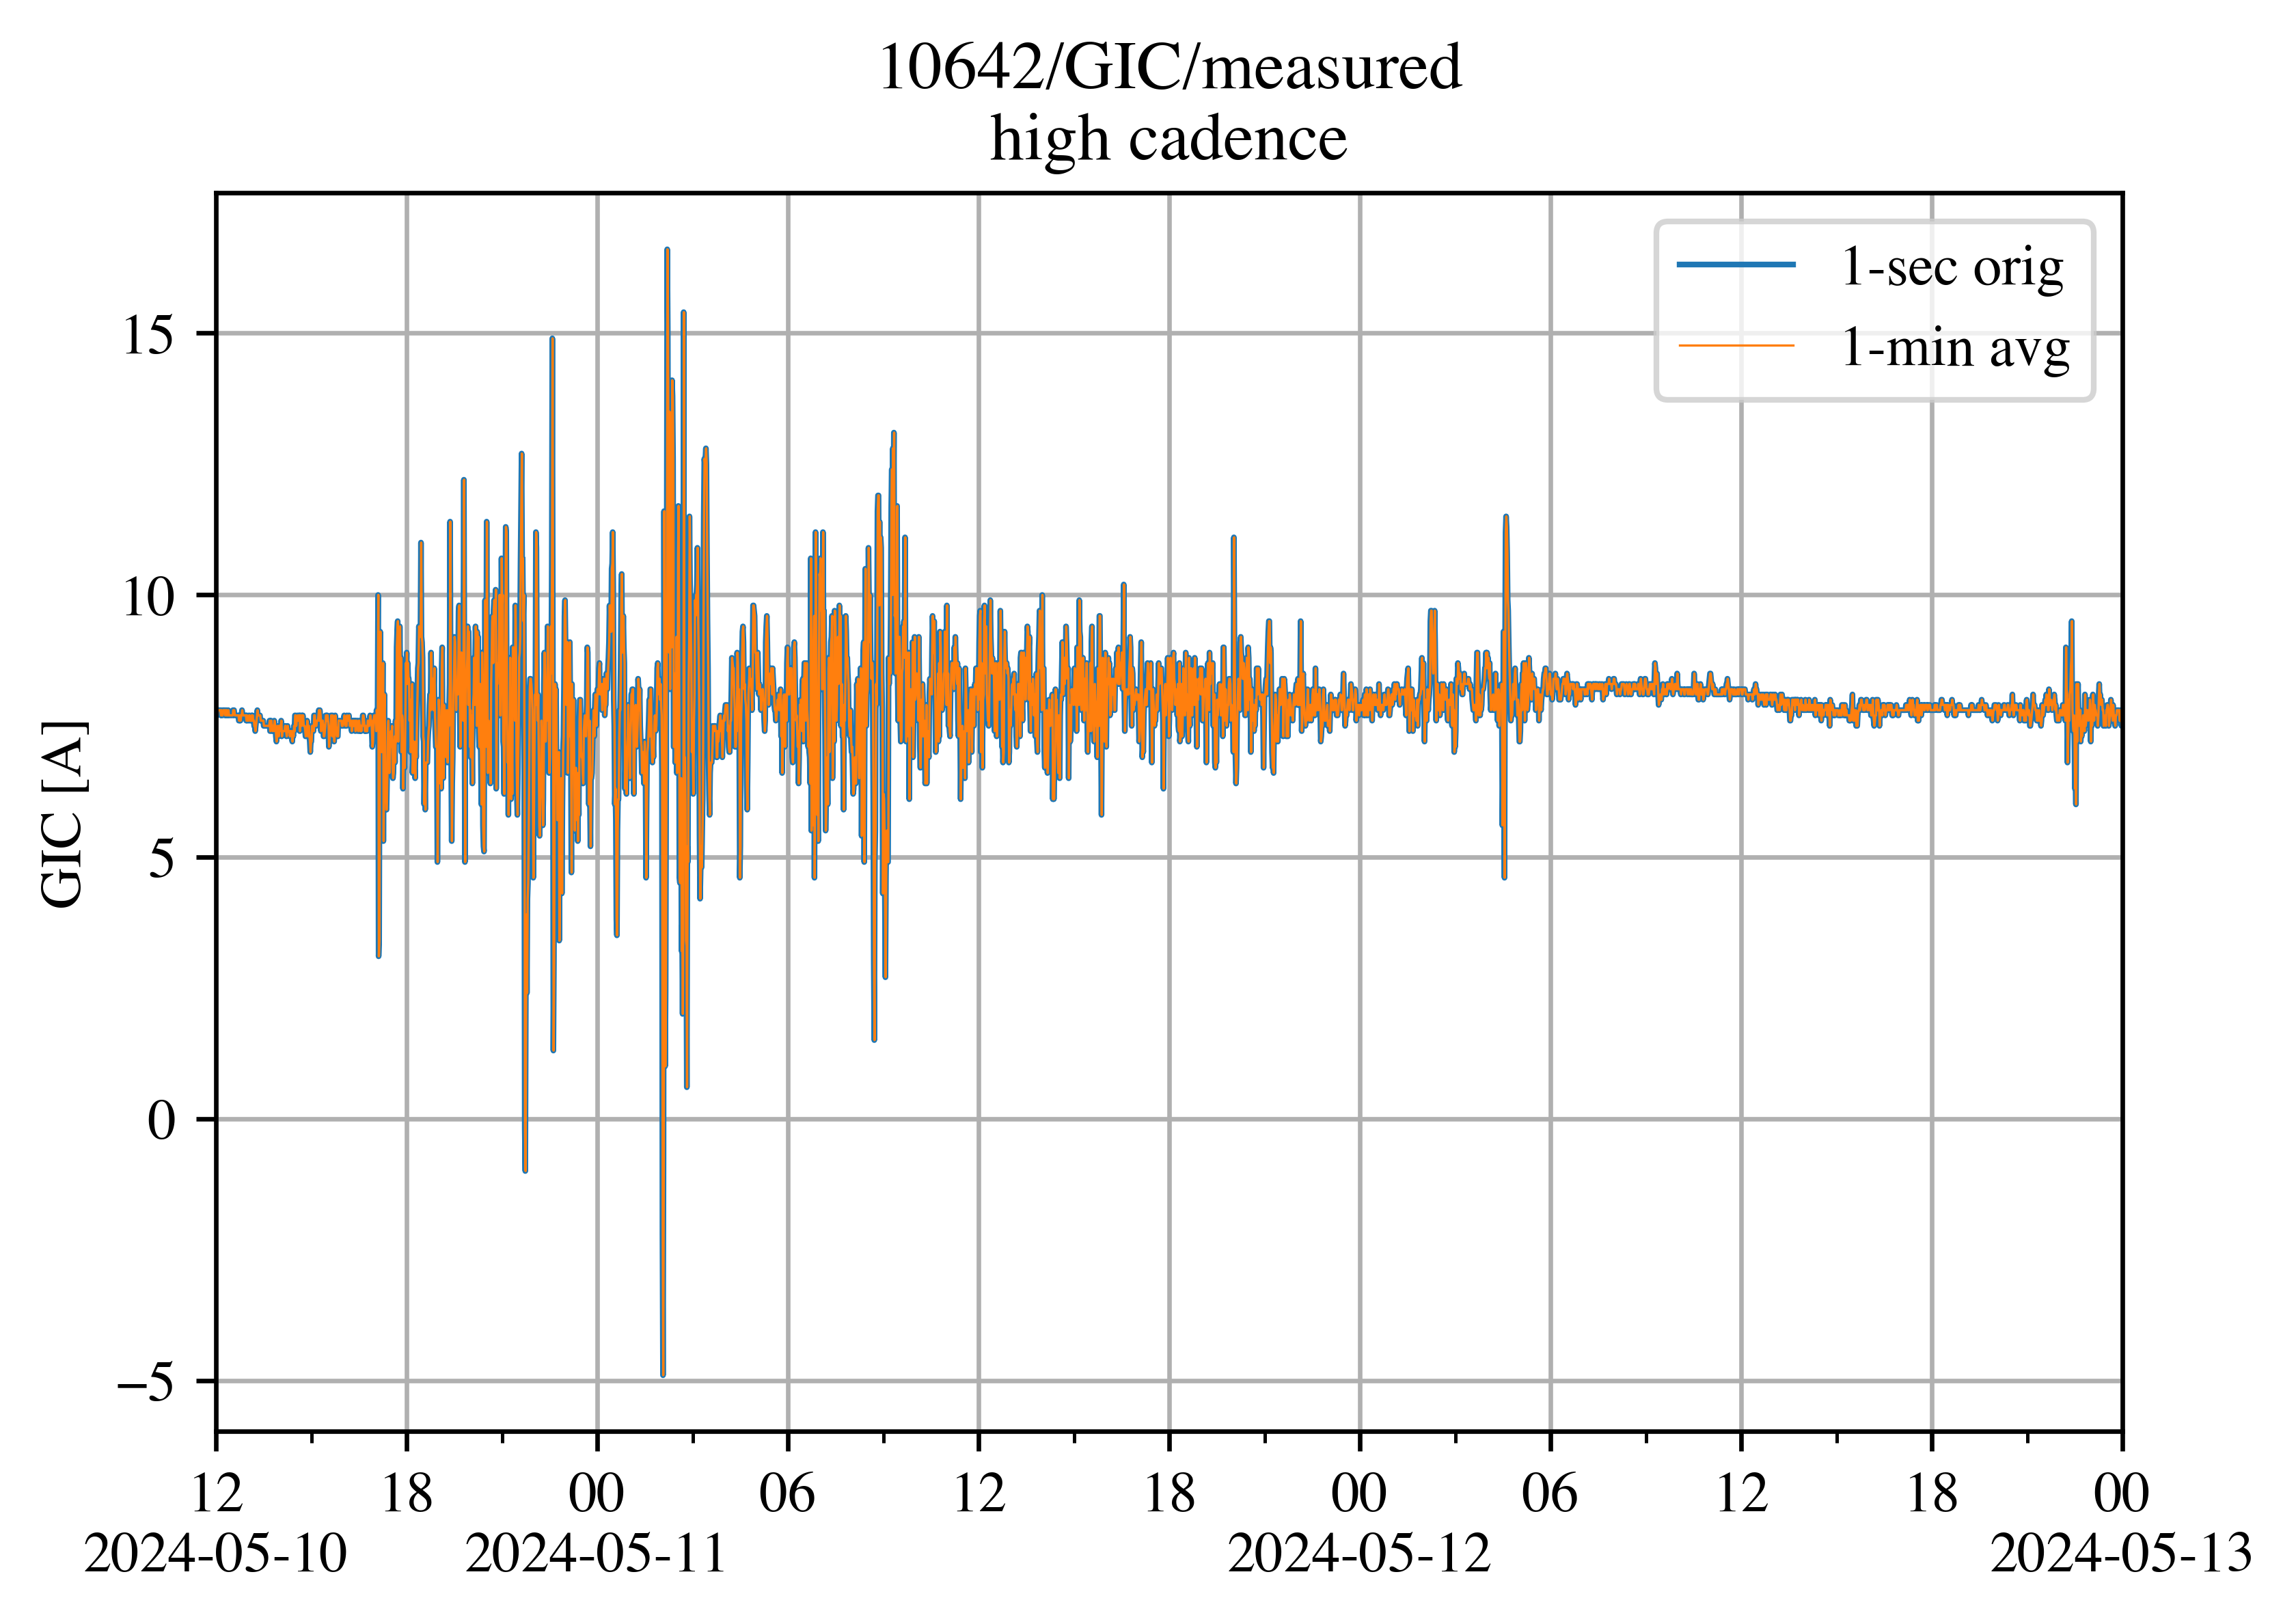 10642/GIC/measured
high cadence
1-sec orig
1-min avg
GIC [A]
15
10
5
0
−5
12 18 00 06 12 18 00 06 12 18 00
2024-05-10 2024-05-11 2024-05-12 2024-05-13